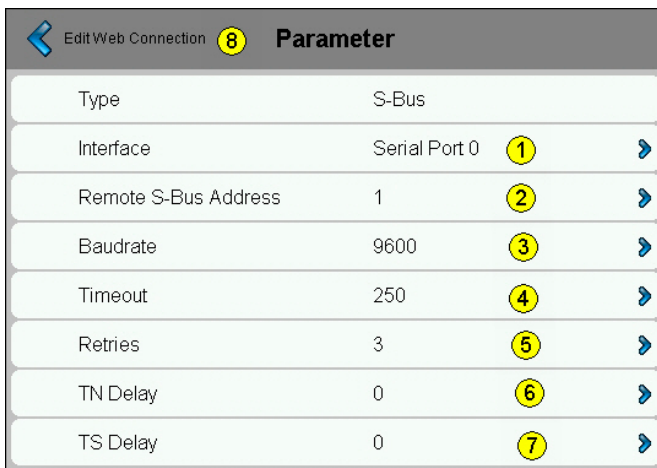 Edit Web Connection 8 Parameter
Type S-Bus
Interface Serial Port 0 1
Remote S-Bus Address 1 2
Baudrate 9600 3
Timeout 250 4
Retries 3 5
TN Delay 0 6
TS Delay 0 7